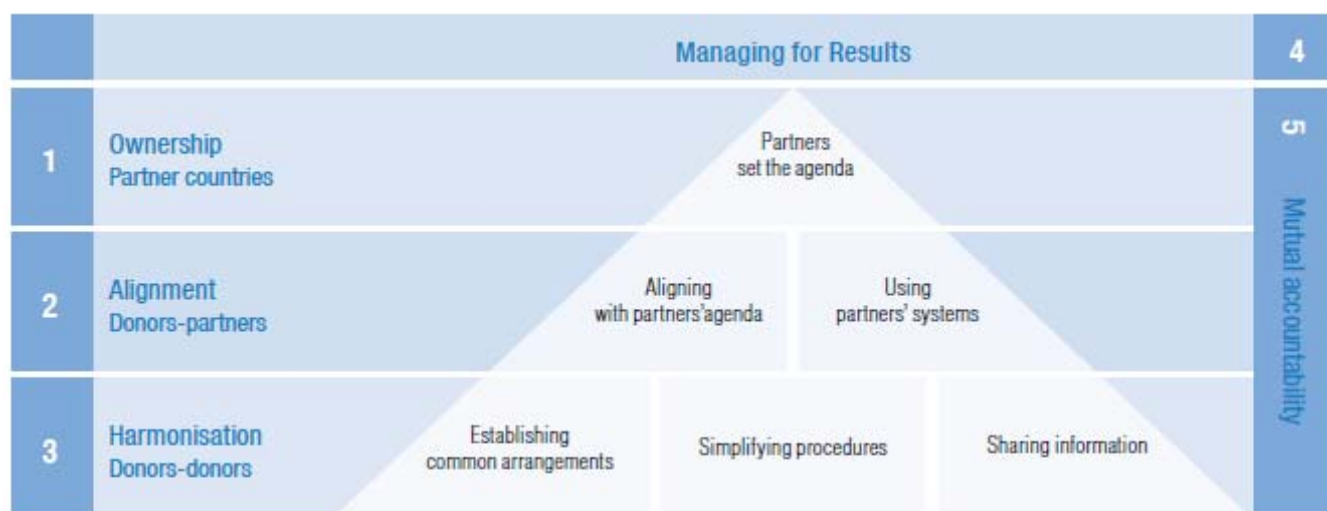 Managing for Results
4
1
Ownership
Partner countries
Partners
set the agenda
5
Mutual accountability
2
Alignment
Donors-partners
Aligning
with partners'agenda
Using
partners' systems
3
Harmonisation
Donors-donors
Establishing
common arrangements
Simplifying procedures
Sharing information